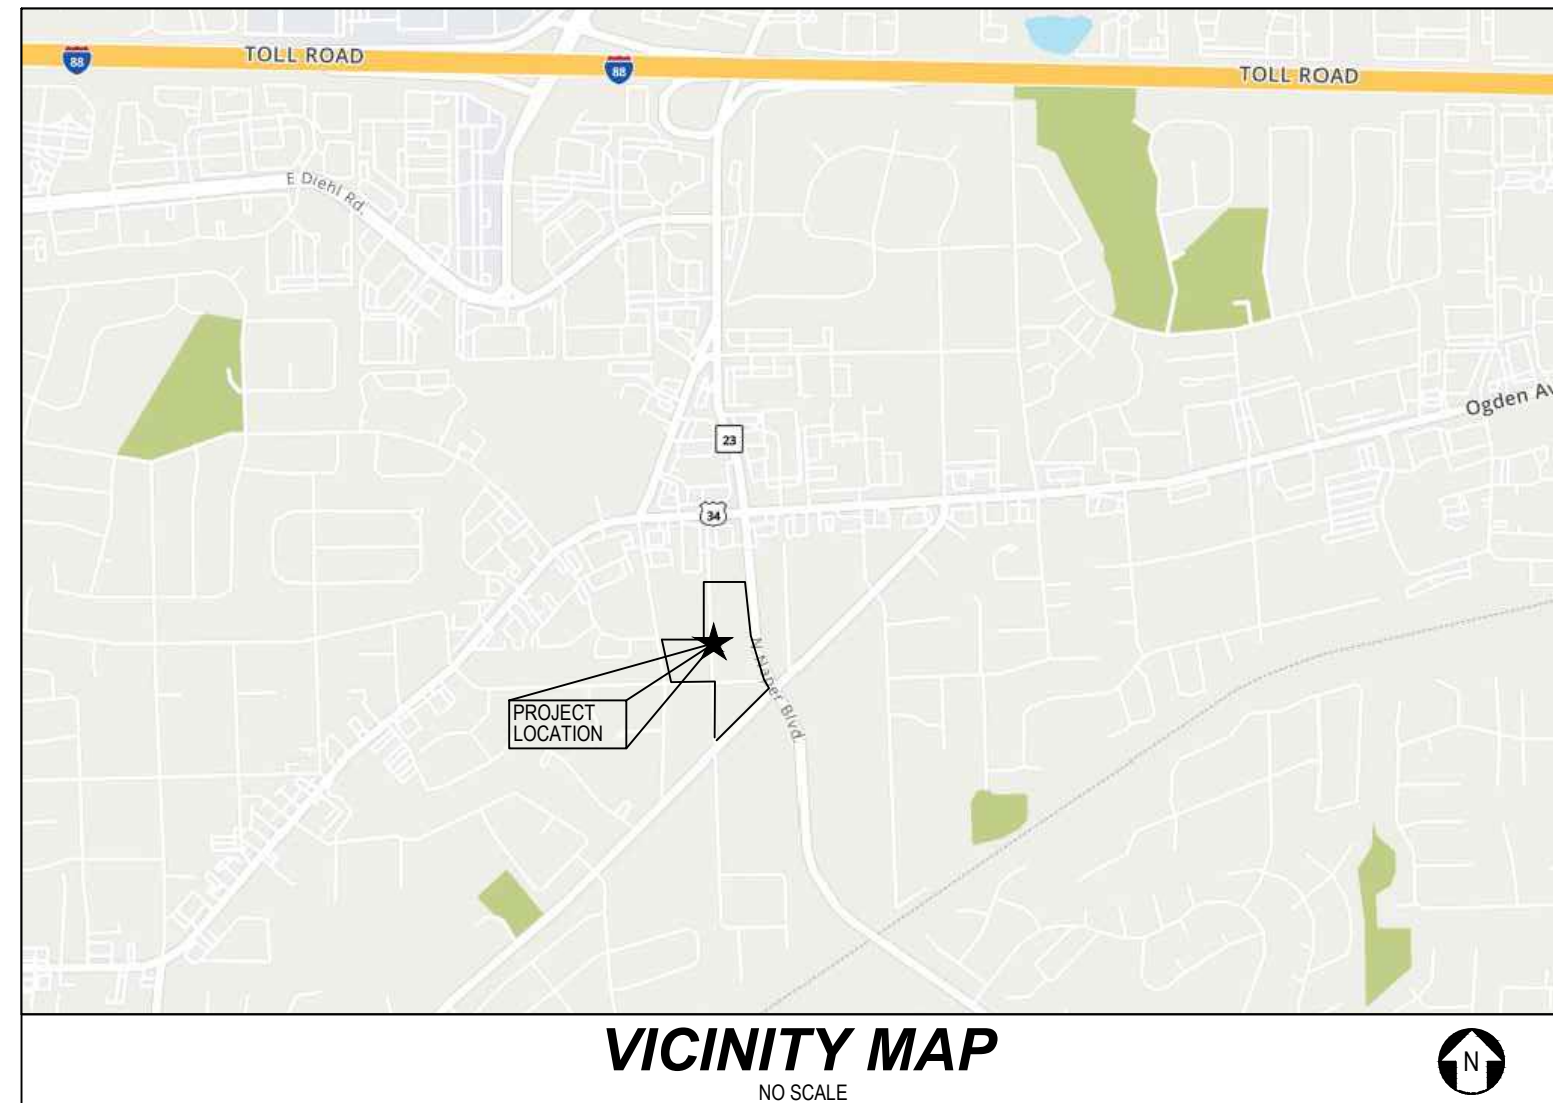 88
TOLL ROAD
88
TOLL ROAD
E Diehl Rd.
Ogden Av
23
34
N Naper Blvd.
PROJECT
LOCATION
VICINITY MAP
NO SCALE
N